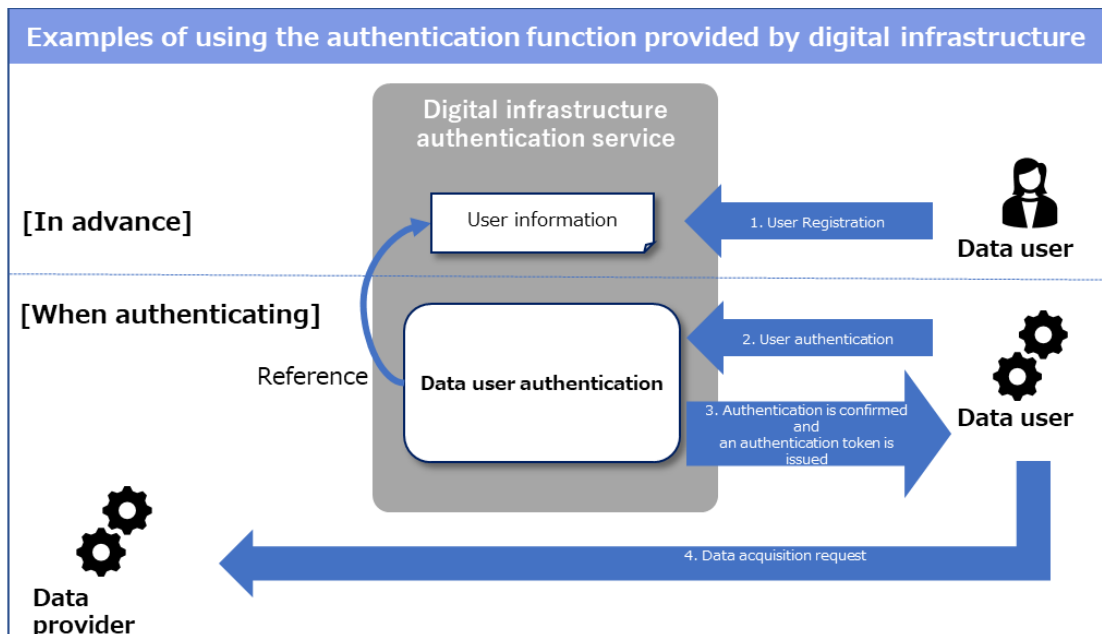 Examples of using the authentication function provided by digital infrastructure
Digital infrastructure
authentication service
[In advance]
User information
1. User Registration
Data user
[When authenticating]
2. User authentication
Reference
Data user authentication
3. Authentication is confirmed
and
an authentication token is
issued
Data user
4. Data acquisition request
Data
provider